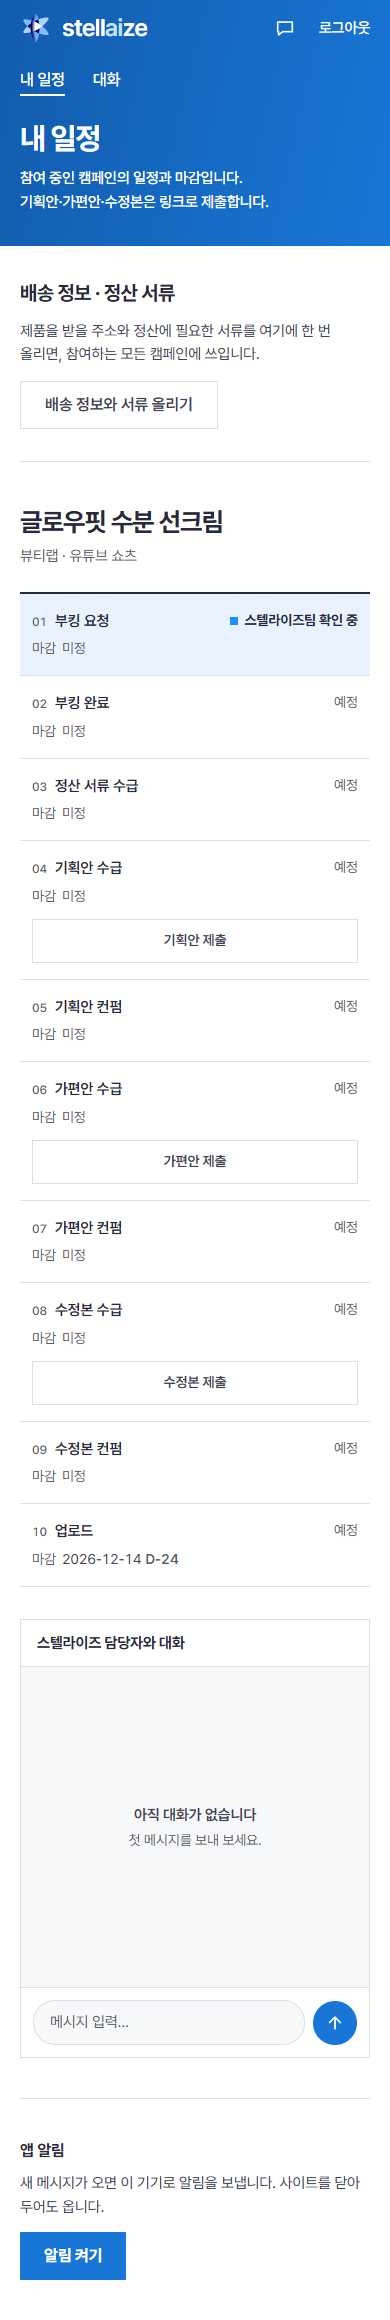 stellaize
로그아웃
내 일정
대화
내 일정
참여 중인 캠페인의 일정과 마감입니다.
기획안·가편안·수정본은 링크로 제출합니다.
배송 정보 · 정산 서류
제품을 받을 주소와 정산에 필요한 서류를 여기에 한 번
올리면, 참여하는 모든 캠페인에 쓰입니다.
배송 정보와 서류 올리기
글로우핏 수분 선크림
뷰티랩 · 유튜브 쇼츠
01 부킹 요청
스텔라이즈팀 확인 중
마감 미정
02 부킹 완료
예정
마감 미정
03 정산 서류 수급
예정
마감 미정
04 기획안 수급
예정
마감 미정
기획안 제출
05 기획안 컨펌
예정
마감 미정
06 가편안 수급
예정
마감 미정
가편안 제출
07 가편안 컨펌
예정
마감 미정
08 수정본 수급
예정
마감 미정
수정본 제출
09 수정본 컨펌
예정
마감 미정
10 업로드
예정
마감 2026-12-14 D-24
스텔라이즈 담당자와 대화
아직 대화가 없습니다
첫 메시지를 보내 보세요.
메시지 입력...
앱 알림
새 메시지가 오면 이 기기로 알림을 보냅니다. 사이트를 닫아
두어도 옵니다.
알림 켜기